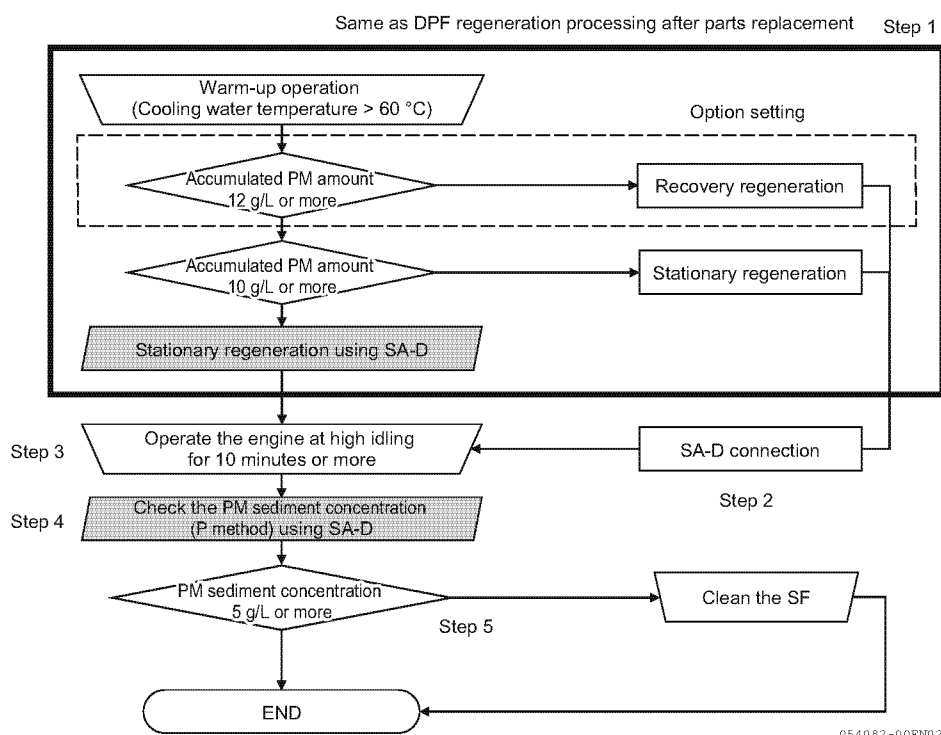 Same as DPF regeneration processing after parts replacement
Step 1
Warm-up operation
(Cooling water temperature > 60 °C)
Option setting
Accumulated PM amount
12 g/L or more
Recovery regeneration
Accumulated PM amount
10 g/L or more
Stationary regeneration
Stationary regeneration using SA-D
Step 3
Operate the engine at high idling
for 10 minutes or more
SA-D connection
Step 2
Step 4
Check the PM sediment concentration
(P method) using SA-D
PM sediment concentration
5 g/L or more
Step 5
Clean the SF
END
054082-00EN02